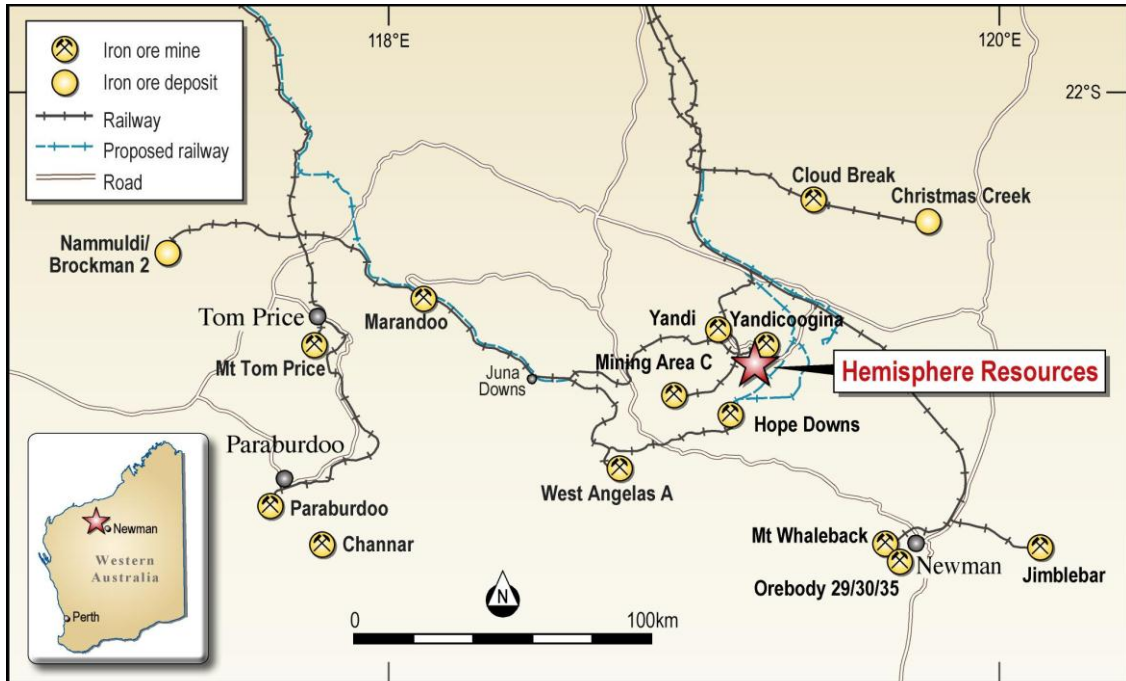 118°E
120°E
22°S
Iron ore mine
Iron ore deposit
Railway
Proposed railway
Road
Cloud Break
Christmas Creek
Nammuldi/
Brockman 2
Tom Price
Mt Tom Price
Marandoo
Juna
Downs
Yandi
Yandicoogina
Mining Area C
Hemisphere Resources
Hope Downs
West Angelas A
Paraburdoo
Paraburdoo
Channar
Mt Whaleback
Newman
Orebody 29/30/35
Jimblebar
Newman
Western
Australia
Perth
N
0
100km